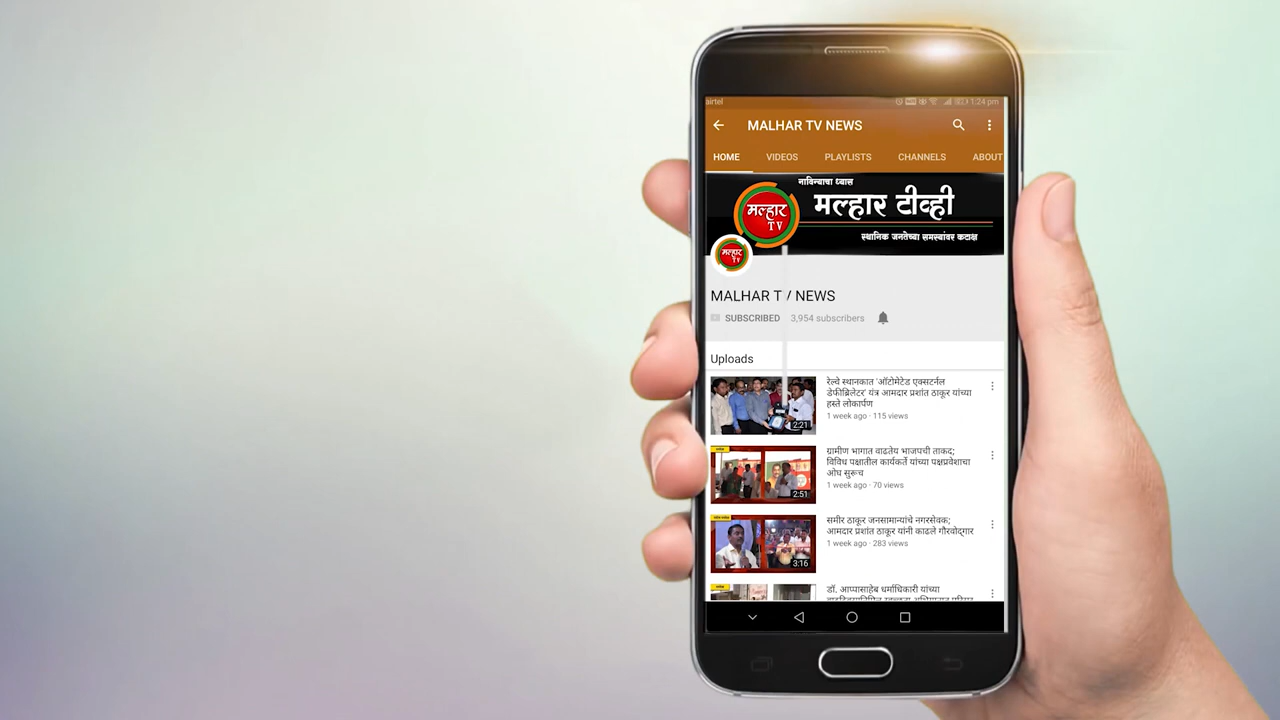 airtel 1:24 pm
MALHAR TV NEWS
HOME VIDEOS PLAYLISTS CHANNELS ABOUT
नाविन्याचा ध्यास
मल्हार टीव्ही
मल्हार TV
स्थानिक जनतेच्या समस्यांवर कटाक्ष
मल्हार TV
MALHAR TV NEWS
SUBSCRIBED 3,954 subscribers
Uploads
रेल्वे स्थानकात 'ऑटोमेटेड एक्सटर्नल
डेफीब्रिलेटर' यंत्र आमदार प्रशांत ठाकूर यांच्या
हस्ते लोकार्पण
1 week ago · 115 views
2:21
ग्रामीण भागात वाढतेय भाजपची ताकद;
विविध पक्षातील कार्यकर्ते यांच्या पक्षप्रवेशाचा
ओघ सुरूच
1 week ago · 70 views
2:51
समीर ठाकूर जनसामान्यांचे नगरसेवक;
आमदार प्रशांत ठाकूर यांनी काढले गौरवोद्गार
1 week ago · 283 views
3:16
डॉ. आप्पासाहेब धर्माधिकारी यांच्या